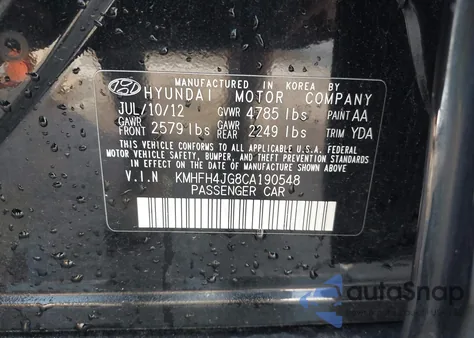 MANUFACTURED IN KOREA BY
HYUNDAI MOTOR COMPANY
JUL/10/12 GVWR 4785 lbs PAINT AA
GAWR FRONT 2579 lbs GAWR REAR 2249 lbs TRIM YDA
THIS VEHICLE CONFORMS TO ALL APPLICABLE U.S.A. FEDERAL
MOTOR VEHICLE SAFETY, BUMPER, AND THEFT PREVENTION STANDARDS
IN EFFECT ON THE DATE OF MANUFACTURE SHOWN ABOVE.
V.I.N KMHFH4JG8CA190548
PASSENGER CAR
autoSnap